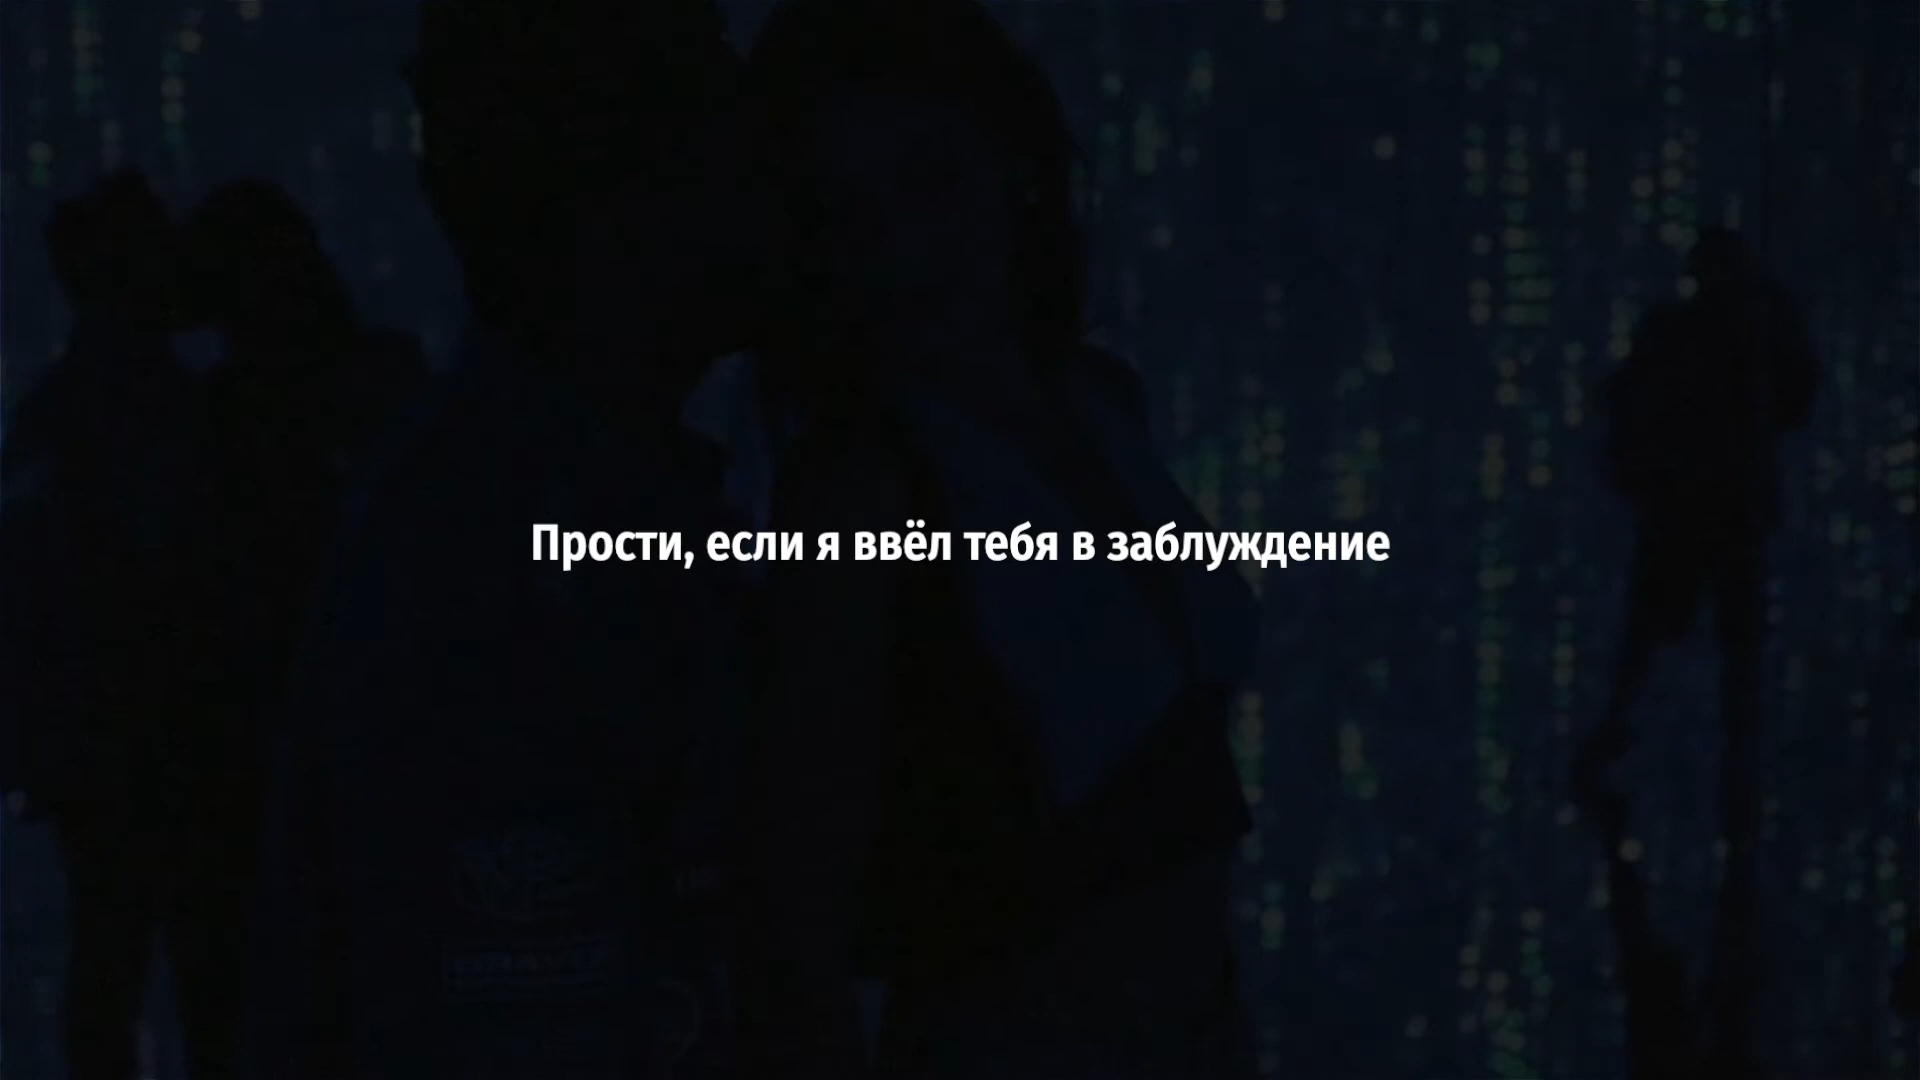 Прости, если я ввёл тебя в заблуждение